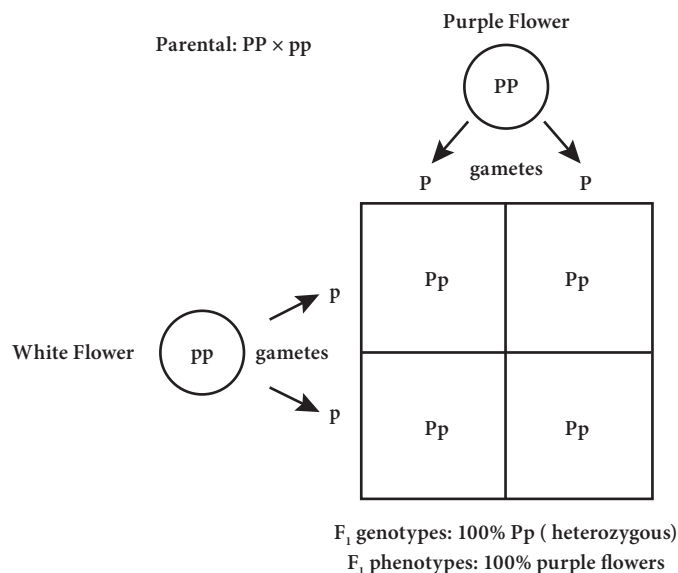 Purple Flower
Parental: PP × pp
PP
gametes
P P
p
Pp Pp
White Flower pp gametes
p
Pp Pp
F₁ genotypes: 100% Pp ( heterozygous)
F₁ phenotypes: 100% purple flowers